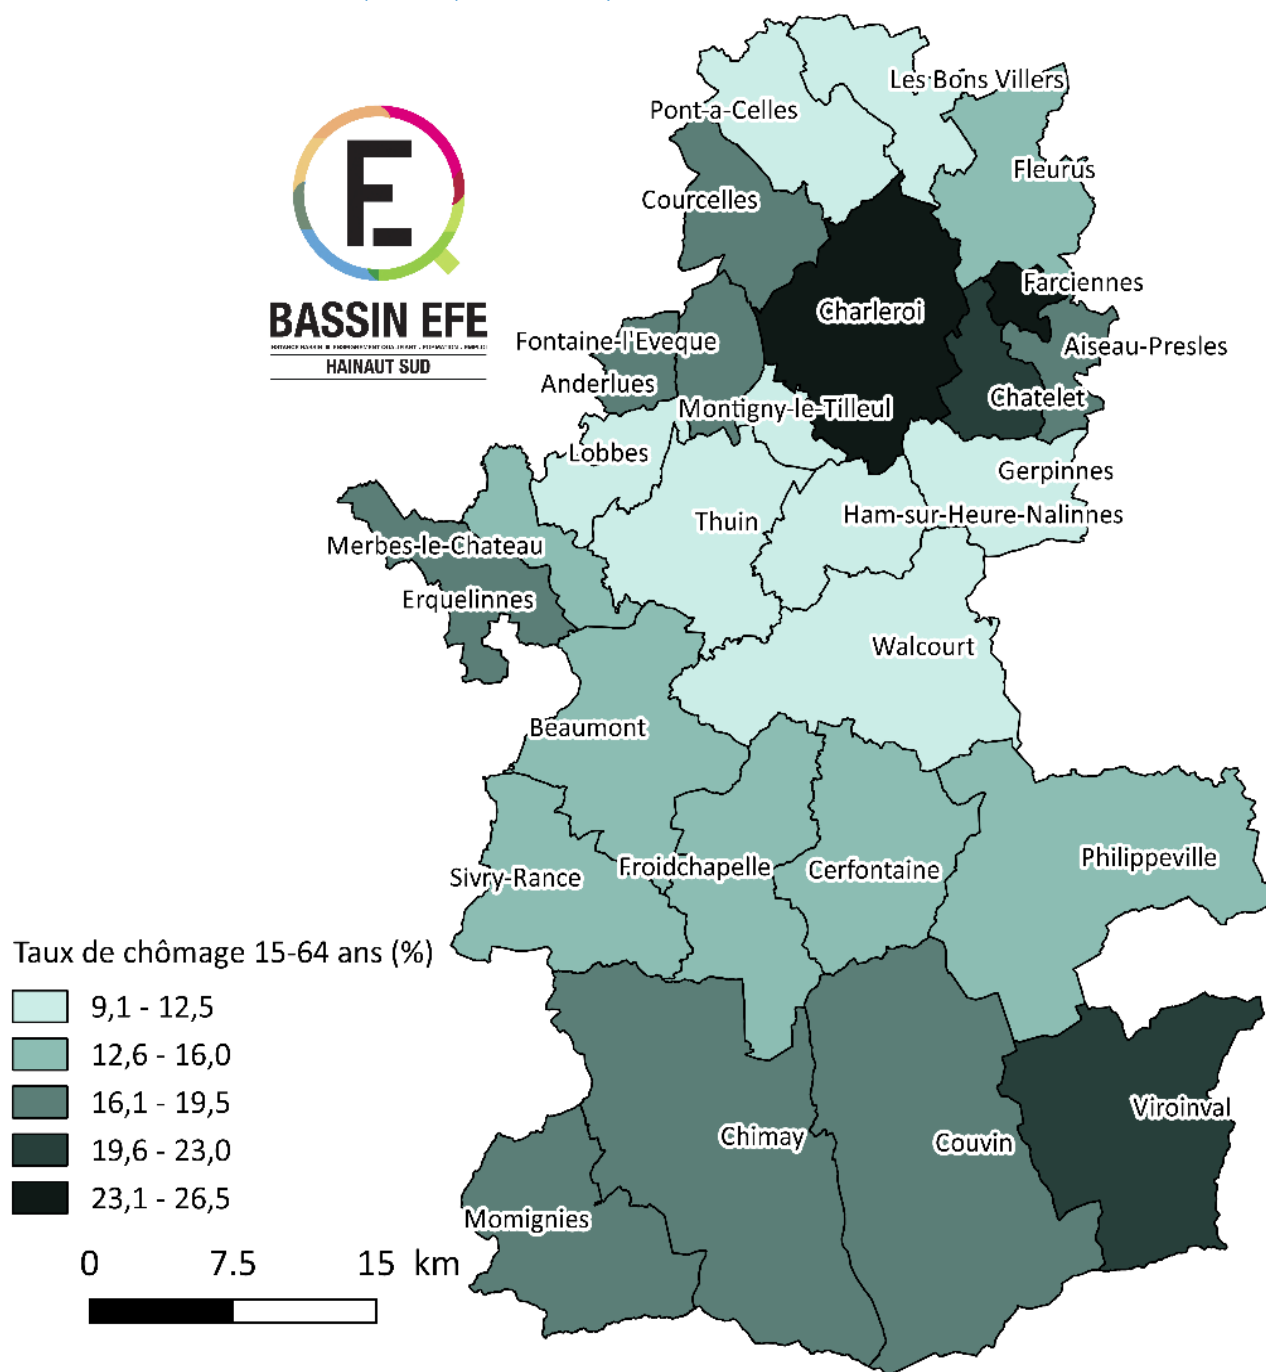 Les Bons Villers
Pont-a-Celles
Fleurus
Courcelles
Farciennes
Charleroi
BASSIN EFE
HAINAUT SUD
Fontaine-l'Eveque
Aiseau-Presles
Anderlues
Chatelet
Montigny-le-Tilleul
Lobbes
Gerpinnes
Thuin
Ham-sur-Heure-Nalinnes
Merbes-le-Chateau
Erquelinnes
Walcourt
Beaumont
Philippeville
Froidchapelle
Cerfontaine
Sivry-Rance
Taux de chômage 15-64 ans (%)
9,1 - 12,5
12,6 - 16,0
16,1 - 19,5
19,6 - 23,0
23,1 - 26,5
Viroinval
Chimay
Couvin
Momignies
0 7.5 15 km